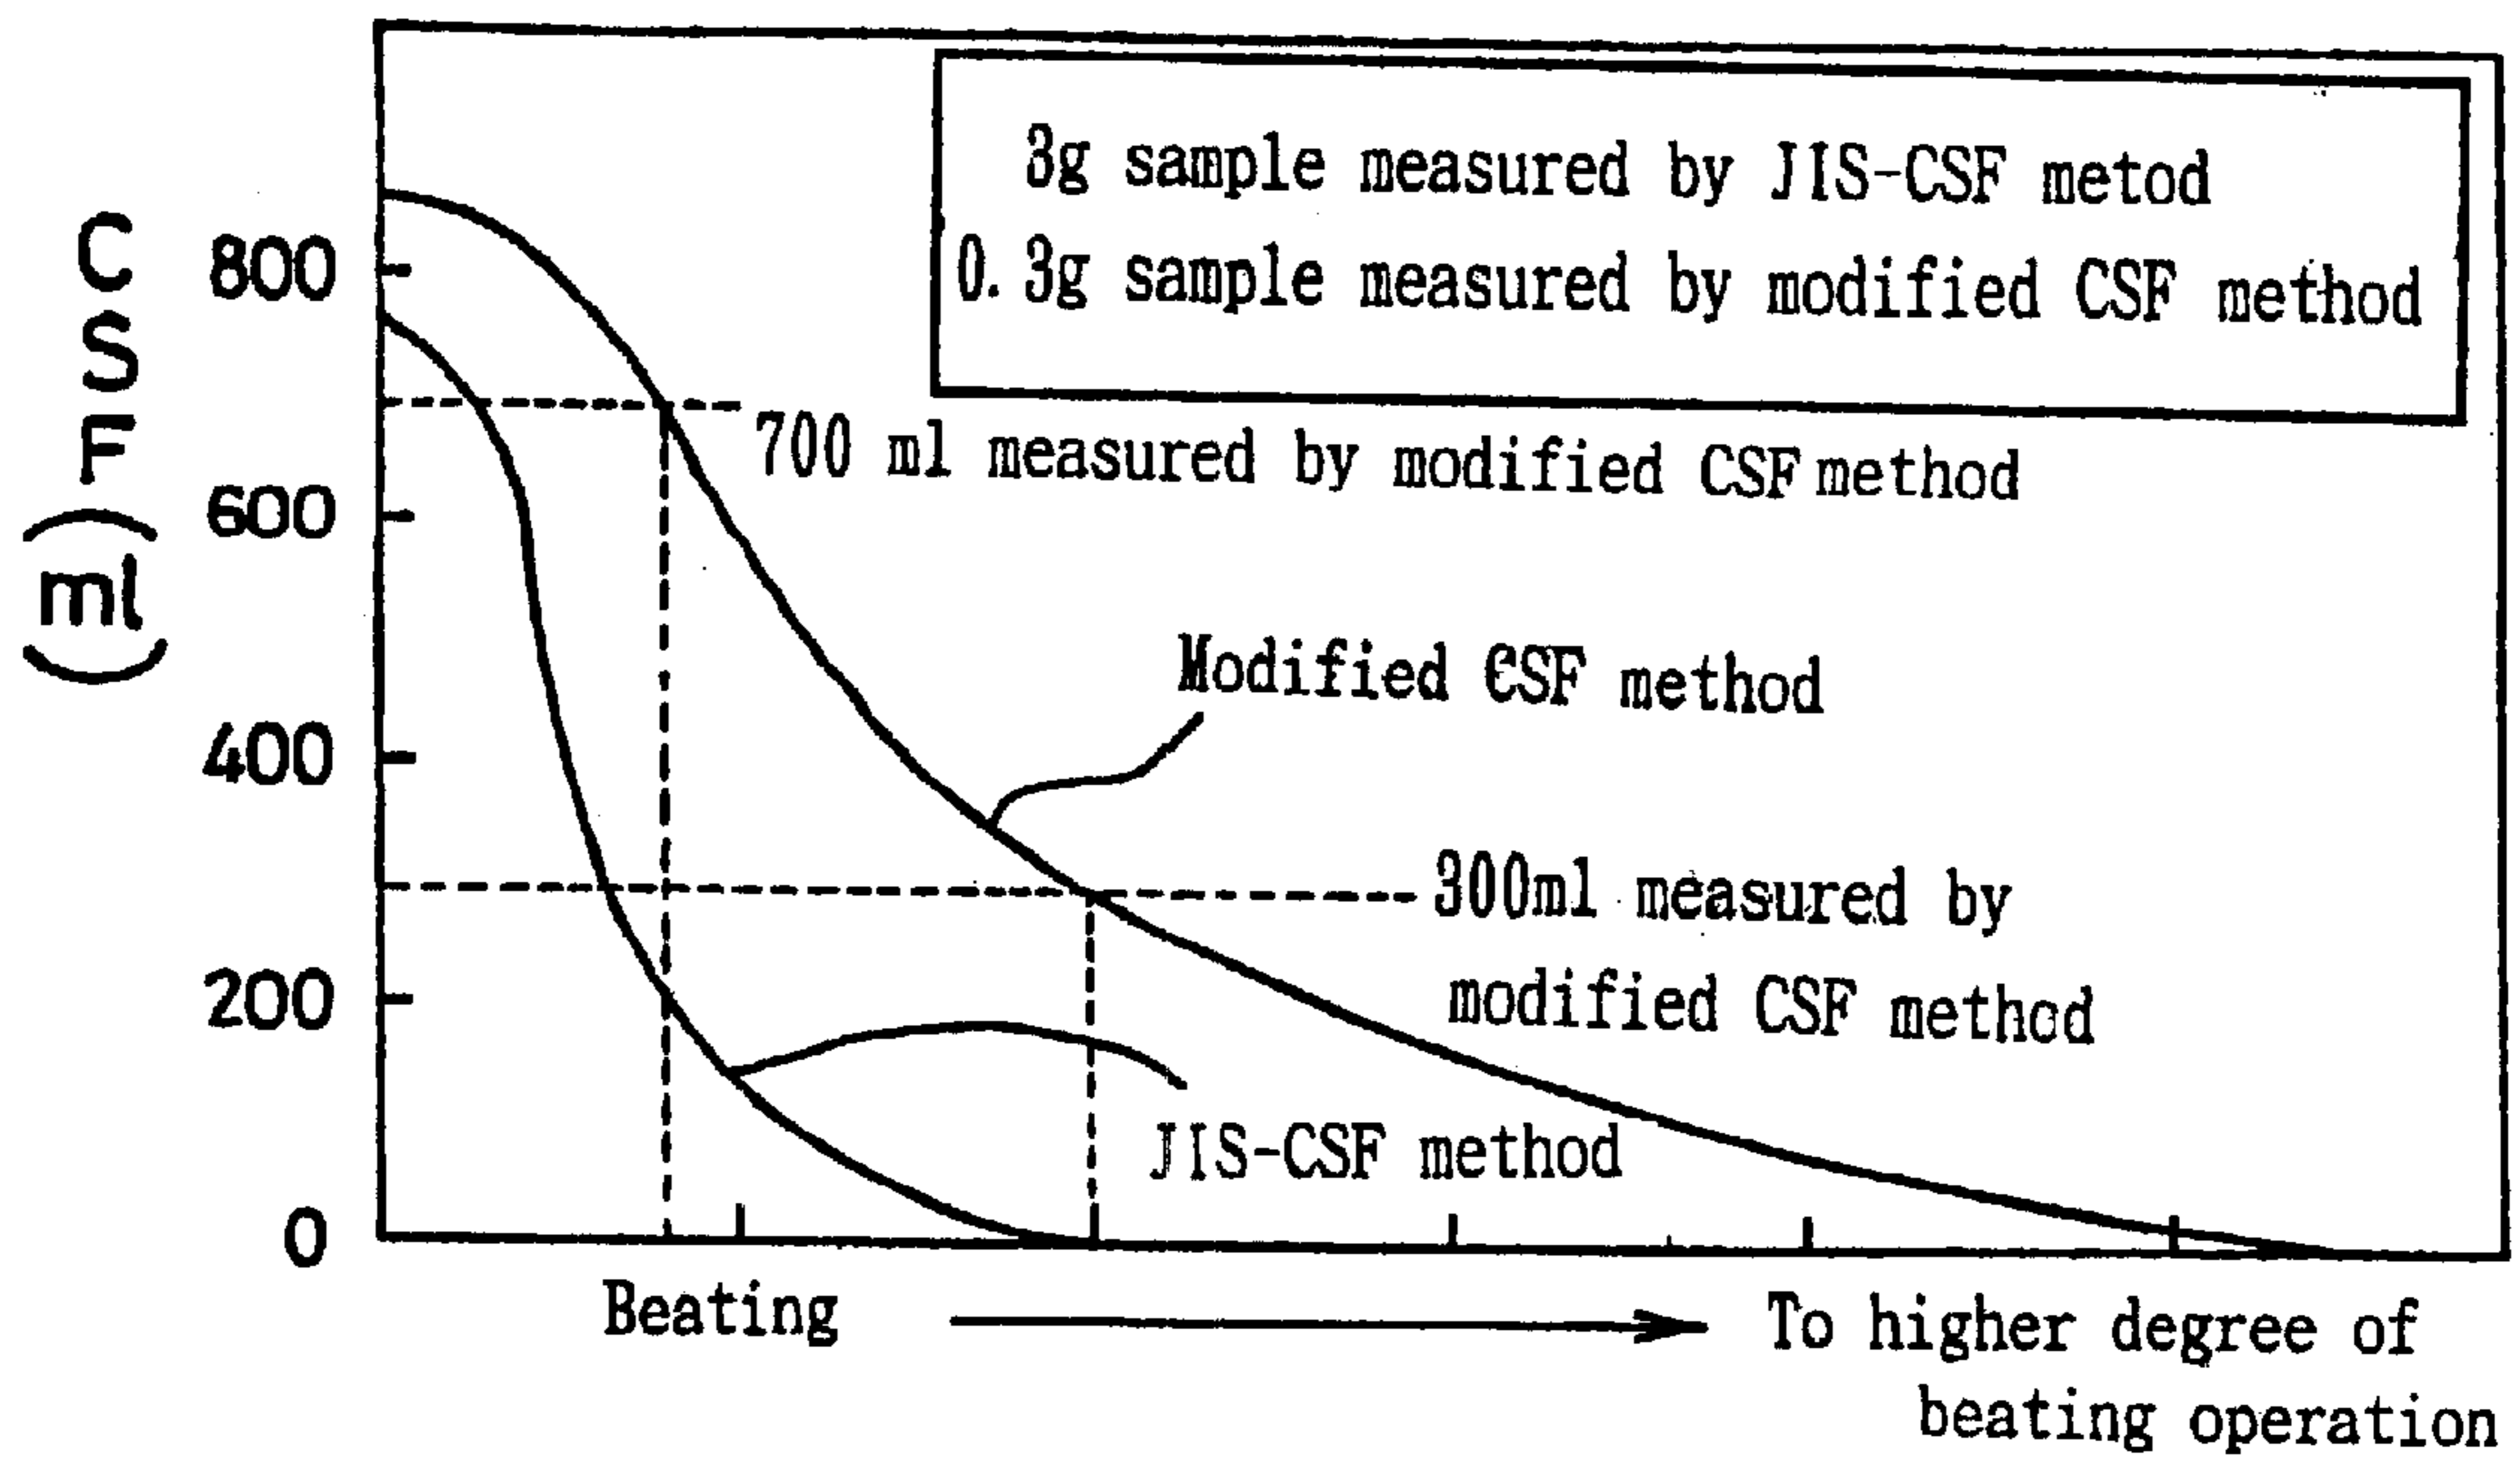 CSF(ml)
800
600
400
200
0
3g sample measured by JIS-CSF metod
0.3g sample measured by modified CSF method
700 ml measured by modified CSF method
Modified CSF method
300ml measured by
modified CSF method
JIS-CSF method
Beating
To higher degree of
beating operation